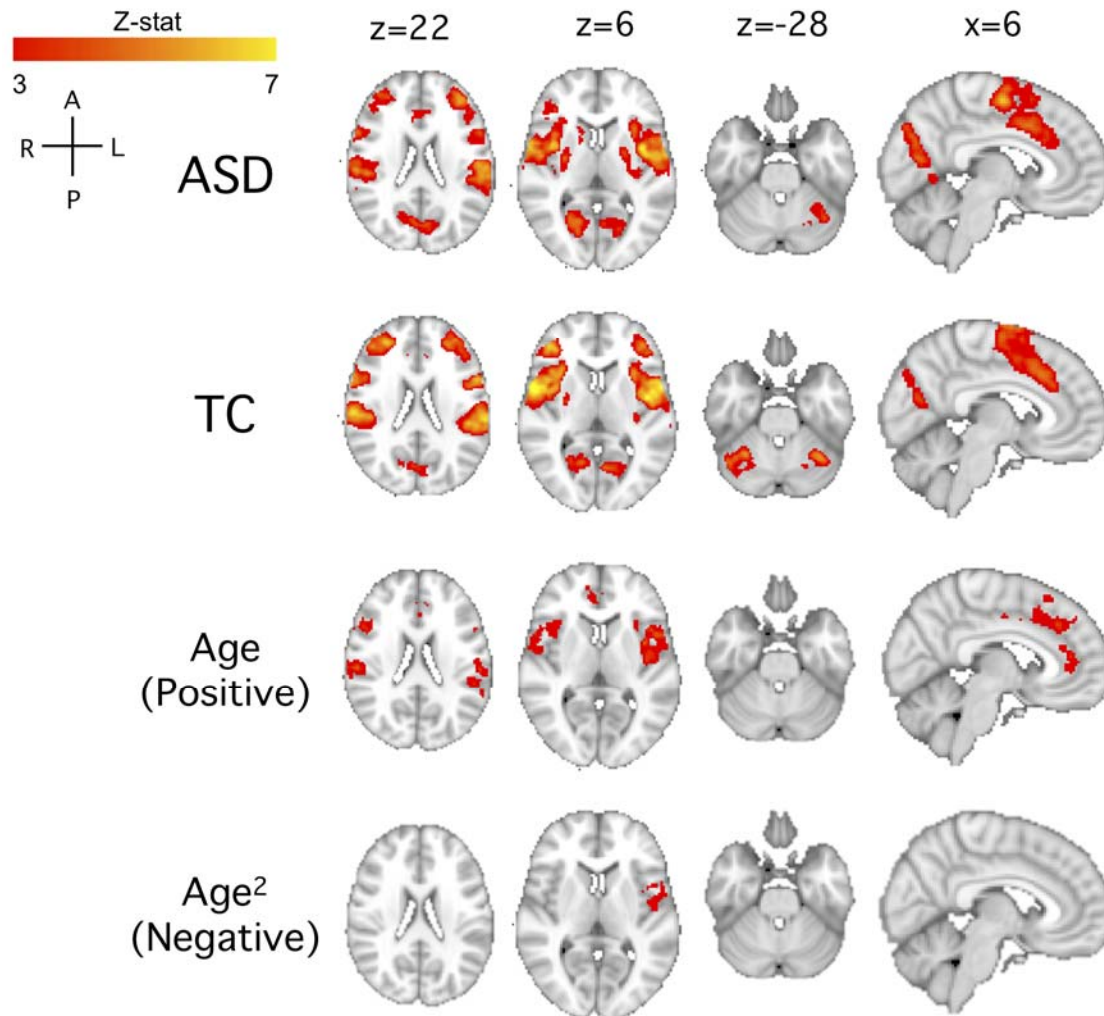 Z-stat
3 7
z=22 z=6 z=-28 x=6
A
R L
P
ASD
TC
Age
(Positive)
Age²
(Negative)